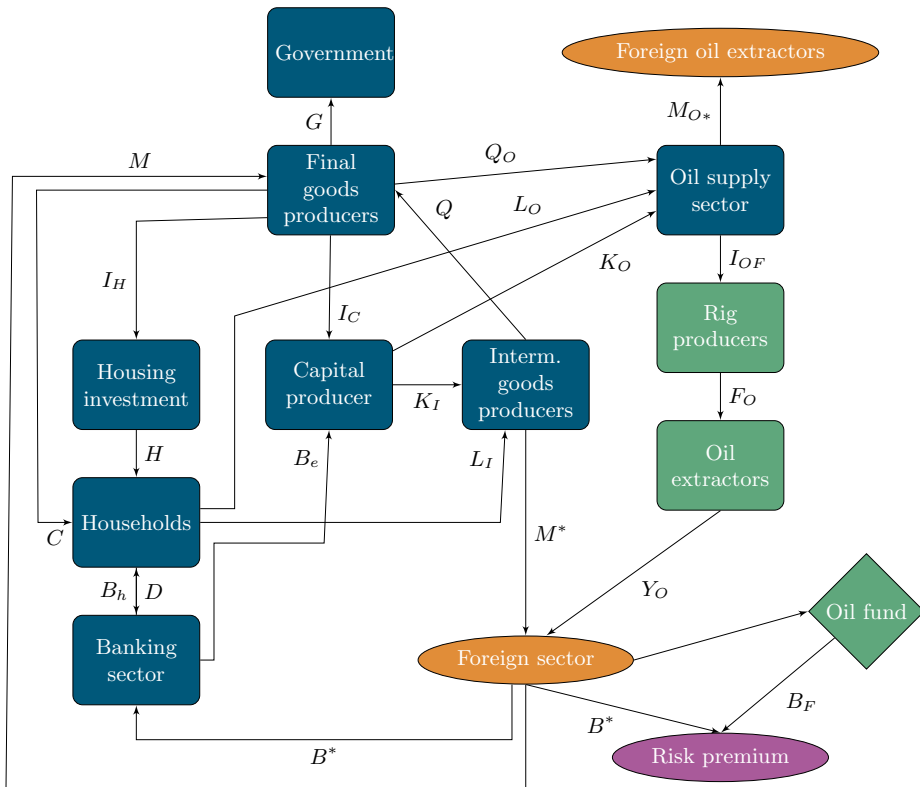 Government
Foreign oil extractors
G
M_{O*}
M
Final
goods
producers
Q_O
Oil supply
sector
Q
L_O
K_O
I_{OF}
I_H
I_C
Rig
producers
Housing
investment
Capital
producer
K_I
Interm.
goods
producers
F_O
H
B_e
L_I
Oil
extractors
C
Households
M^*
B_h
D
Y_O
Oil fund
Banking
sector
Foreign sector
B_F
B^*
B^*
Risk premium